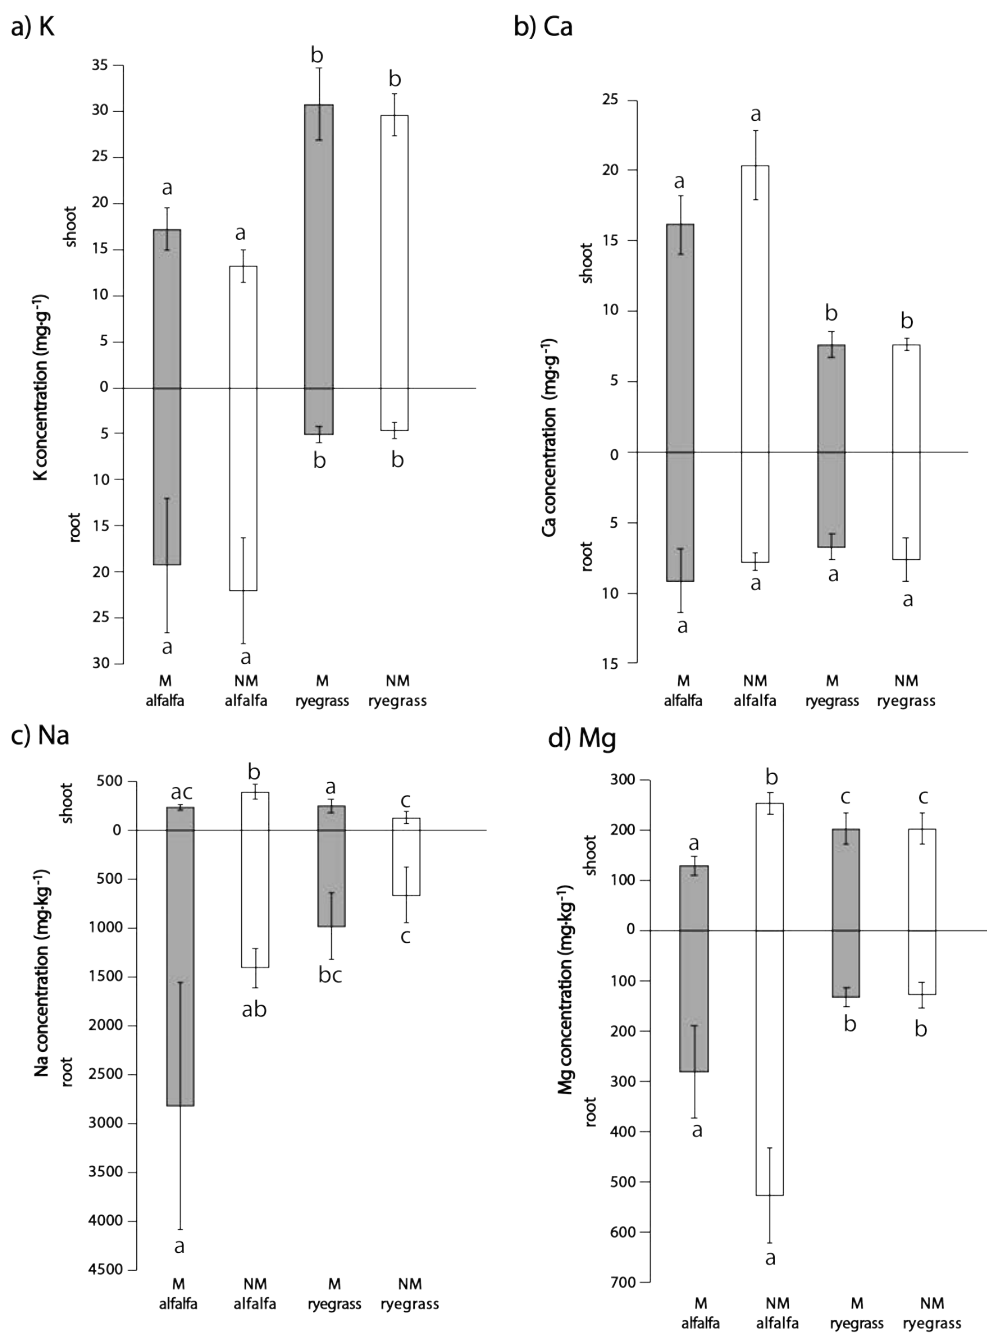 a) K
b) Ca
35
30
25
20
15
10
5
0
5
10
15
20
25
30
shoot
K concentration (mg·g⁻¹)
root
a
a
b
b
a
a
b
b
M
alfalfa
NM
alfalfa
M
ryegrass
NM
ryegrass
25
20
15
10
5
0
5
10
15
shoot
Ca concentration (mg·g⁻¹)
root
a
a
b
b
a
a
a
a
M
alfalfa
NM
alfalfa
M
ryegrass
NM
ryegrass
c) Na
d) Mg
500
0
500
1000
1500
2000
2500
3000
3500
4000
4500
shoot
Na concentration (mg·kg⁻¹)
root
ac
b
a
c
a
ab
bc
c
M
alfalfa
NM
alfalfa
M
ryegrass
NM
ryegrass
300
200
100
0
100
200
300
400
500
600
700
shoot
Mg concentration (mg·kg⁻¹)
root
a
b
c
c
a
a
b
b
M
alfalfa
NM
alfalfa
M
ryegrass
NM
ryegrass